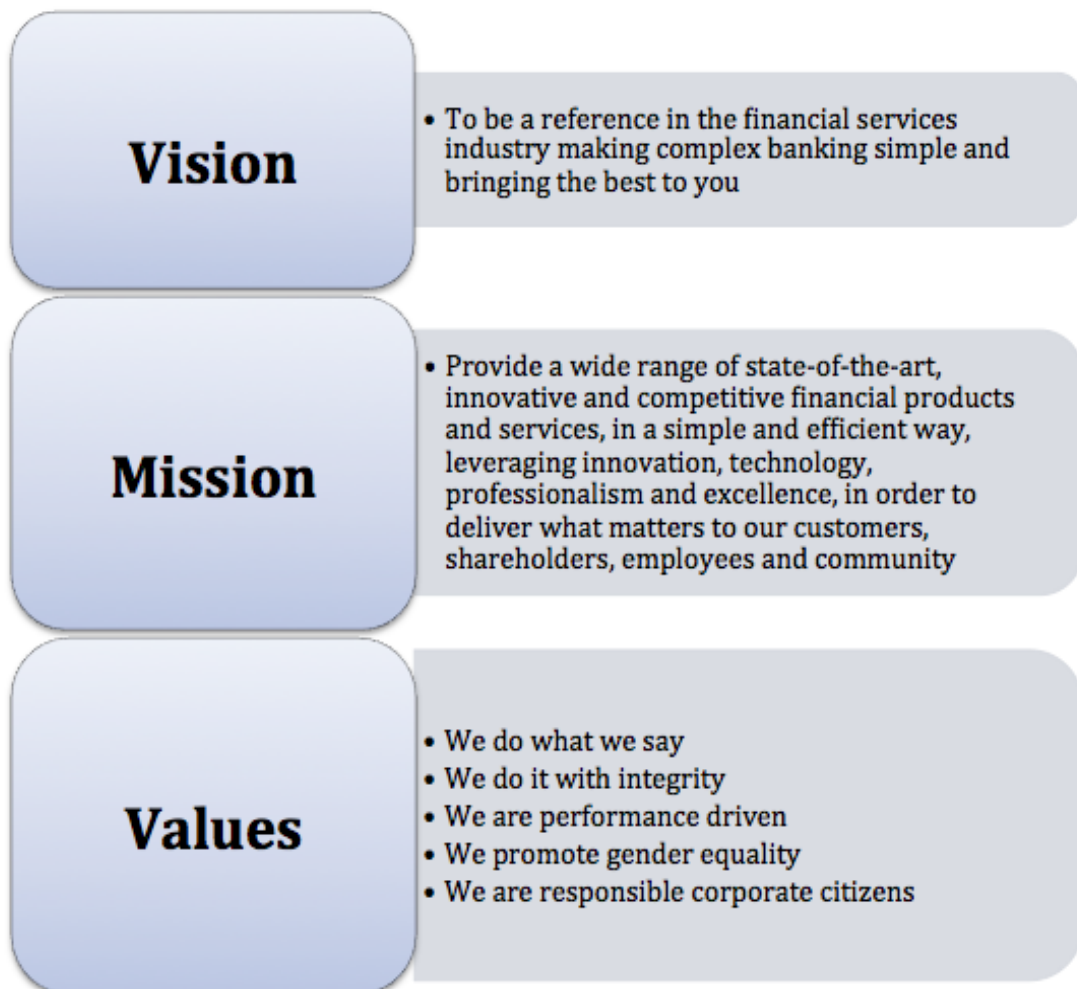 Vision
• To be a reference in the financial services
industry making complex banking simple and
bringing the best to you
Mission
• Provide a wide range of state-of-the-art,
innovative and competitive financial products
and services, in a simple and efficient way,
leveraging innovation, technology,
professionalism and excellence, in order to
deliver what matters to our customers,
shareholders, employees and community
Values
• We do what we say
• We do it with integrity
• We are performance driven
• We promote gender equality
• We are responsible corporate citizens